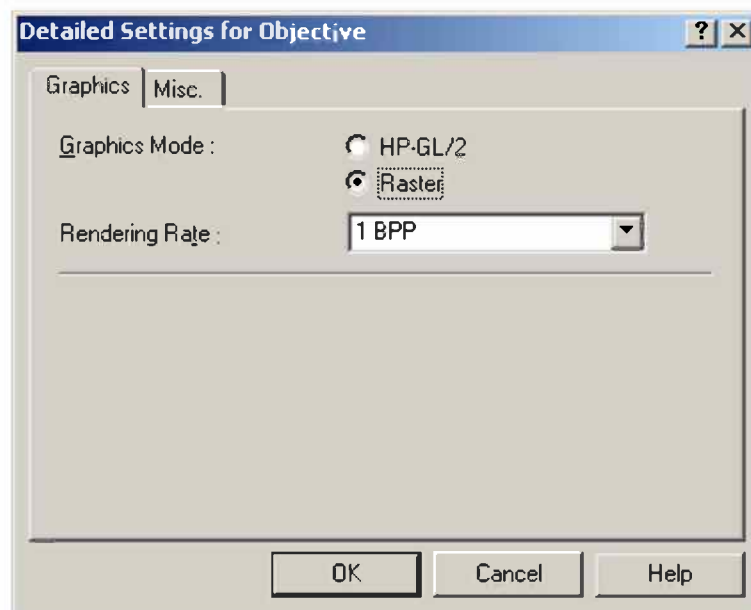 Detailed Settings for Objective
Graphics Misc.
Graphics Mode : HP-GL/2
Raster
Rendering Rate : 1 BPP
OK Cancel Help